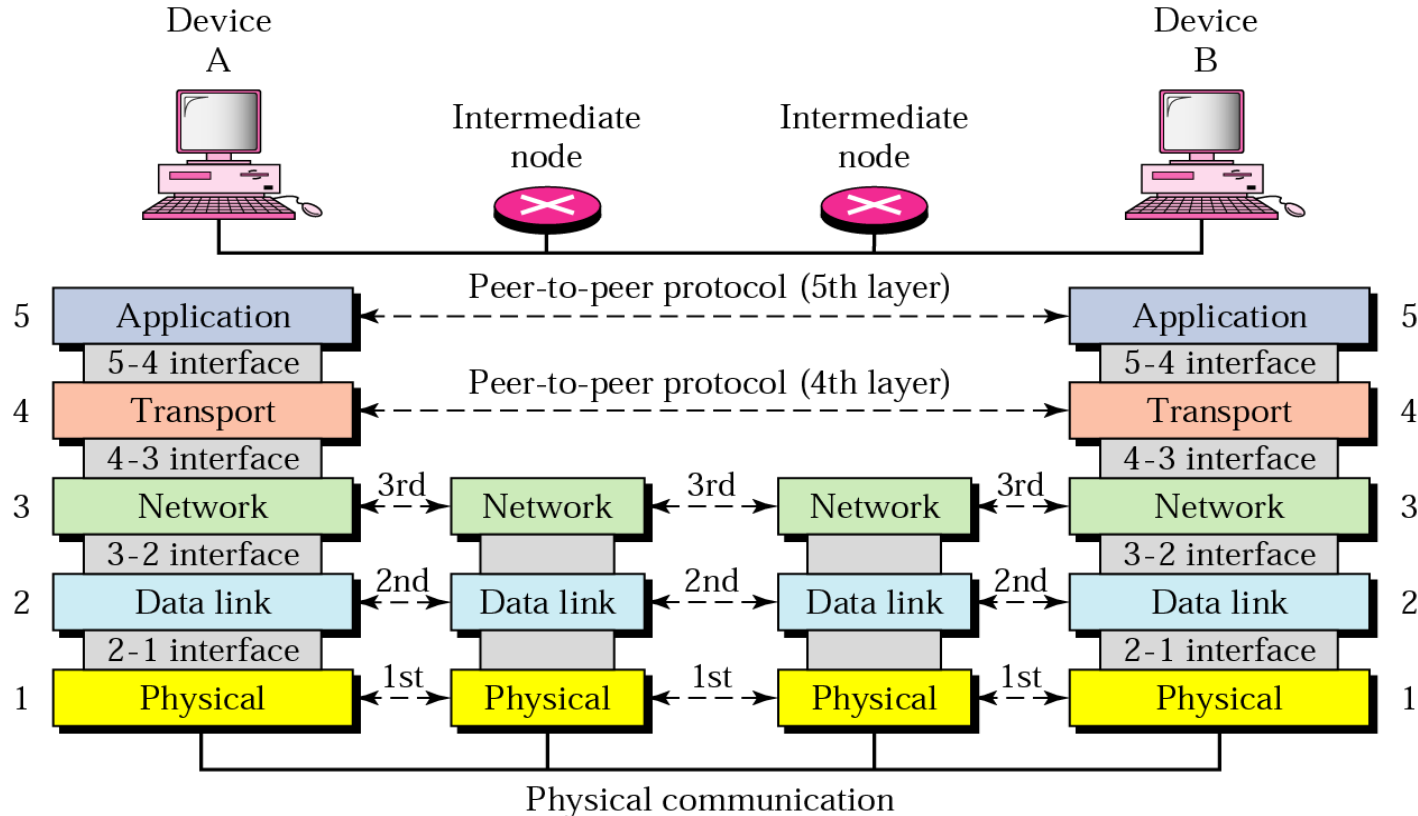 Device
A
Device
B
Intermediate
node
Intermediate
node
Peer-to-peer protocol (5th layer)
5 Application Application 5
5-4 interface 5-4 interface
Peer-to-peer protocol (4th layer)
4 Transport Transport 4
4-3 interface 4-3 interface
3 Network 3rd Network 3rd Network 3rd Network 3
3-2 interface 3-2 interface
2 Data link 2nd Data link 2nd Data link 2nd Data link 2
2-1 interface 2-1 interface
1 Physical 1st Physical 1st Physical 1st Physical 1
Physical communication